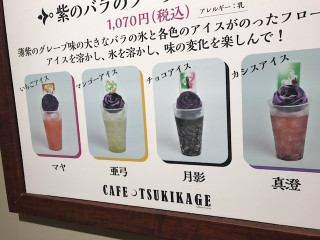 紫のバラのフロー
1,070円(税込) アレルギー:乳
薄紫のグレープ味の大きなバラの氷と各色のアイスがのったフロー
アイスを溶かし、氷を溶かし、味の変化を楽しんで!
いちごアイス
マンゴーアイス
チョコアイス
カシスアイス
マヤ
亜弓
月影
真澄
CAFE TSUKIKAGE